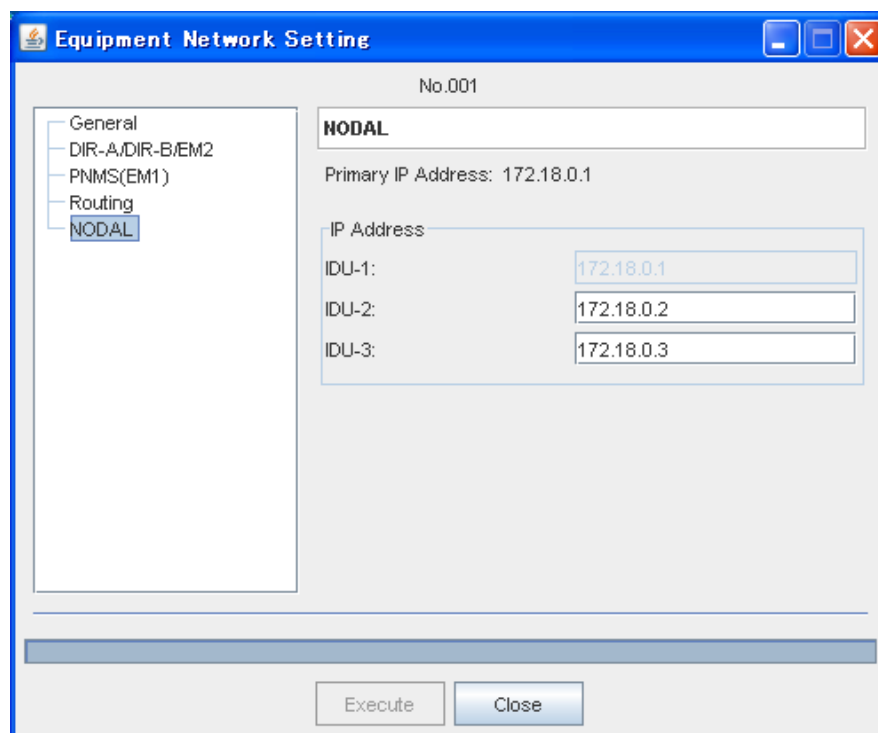 Equipment Network Setting
No.001
General
DIR-A/DIR-B/EM2
PNMS(EM1)
Routing
NODAL
NODAL
Primary IP Address: 172.18.0.1
IP Address
IDU-1: 172.18.0.1
IDU-2: 172.18.0.2
IDU-3: 172.18.0.3
Execute Close